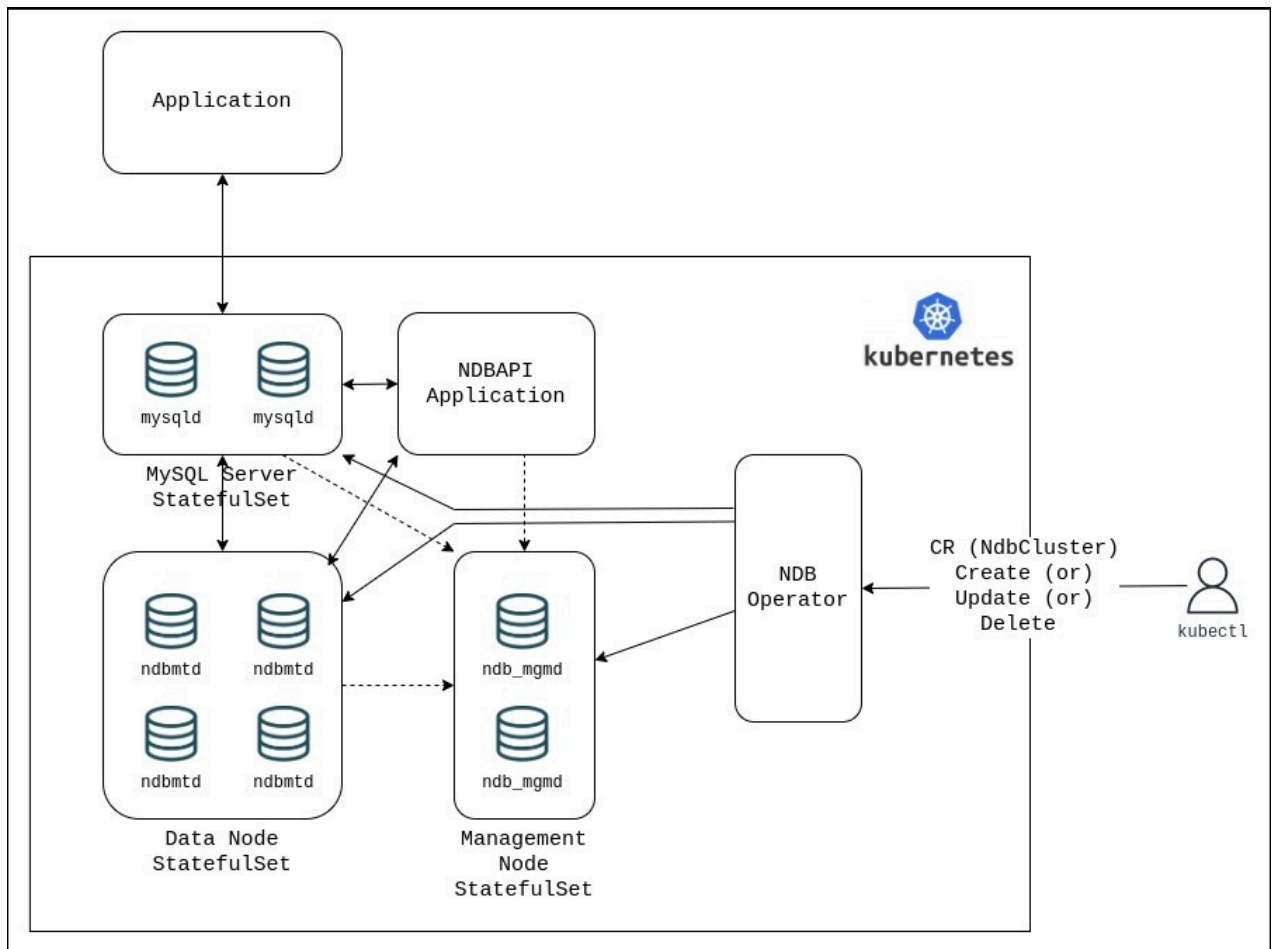 Application
kubernetes
mysqld
mysqld
NDBAPI
Application
MySQL Server
StatefulSet
NDB
Operator
CR (NdbCluster)
Create (or)
Update (or)
Delete
kubectl
ndbmtd
ndbmtd
ndbmtd
ndbmtd
ndb_mgmd
ndb_mgmd
Data Node
StatefulSet
Management
Node
StatefulSet